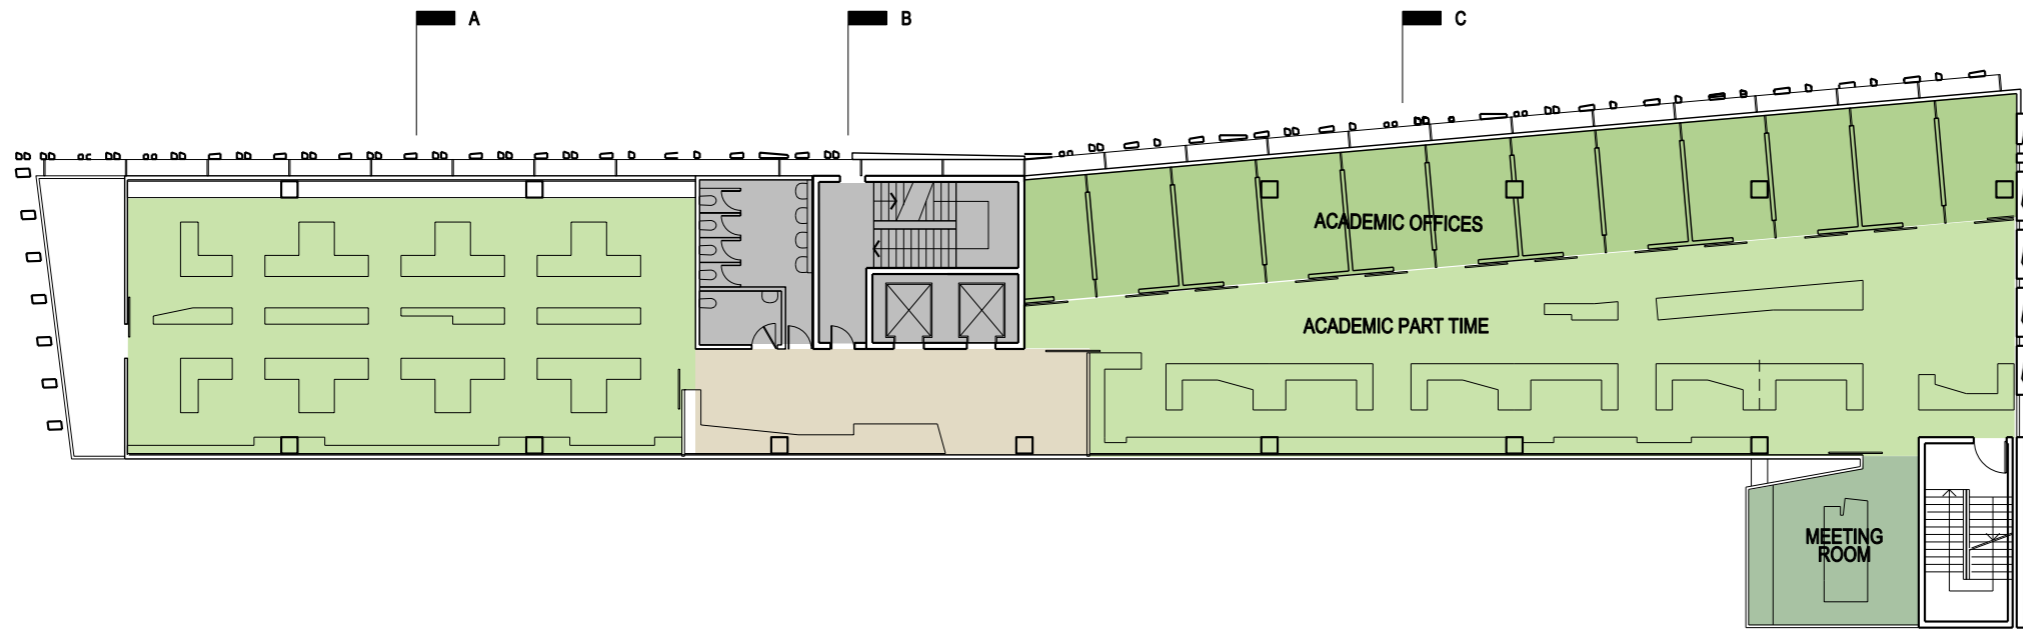 A
B
C
ACADEMIC OFFICES
ACADEMIC PART TIME
MEETING
ROOM